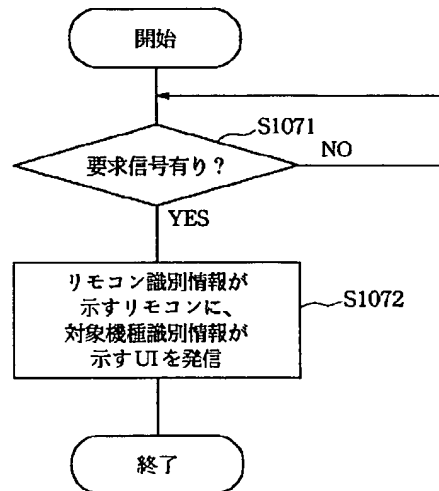 開始
S1071
要求信号有り?
NO
YES
リモコン識別情報が
示すリモコンに、
対象機種識別情報が
示すUIを発信
S1072
終了